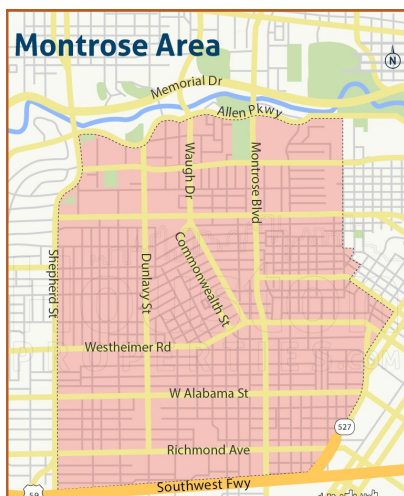 Montrose Area
N
Memorial Dr
Allen Pkwy
Waugh Dr
Montrose Blvd
Shepherd St
Dunlavy St
Commonwealth St
Westheimer Rd
W Alabama St
527
Richmond Ave
Southwest Fwy
59